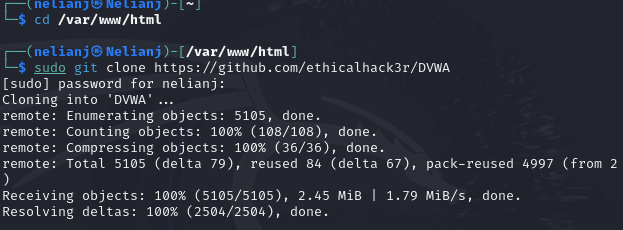 ┌──(nelianj㉿Nelianj)-[~]
└─$ cd /var/www/html
┌──(nelianj㉿Nelianj)-[/var/www/html]
└─$ sudo git clone https://github.com/ethicalhack3r/DVWA
[sudo] password for nelianj:
Cloning into 'DVWA'...
remote: Enumerating objects: 5105, done.
remote: Counting objects: 100% (108/108), done.
remote: Compressing objects: 100% (36/36), done.
remote: Total 5105 (delta 79), reused 84 (delta 67), pack-reused 4997 (from 2
)
Receiving objects: 100% (5105/5105), 2.45 MiB | 1.79 MiB/s, done.
Resolving deltas: 100% (2504/2504), done.